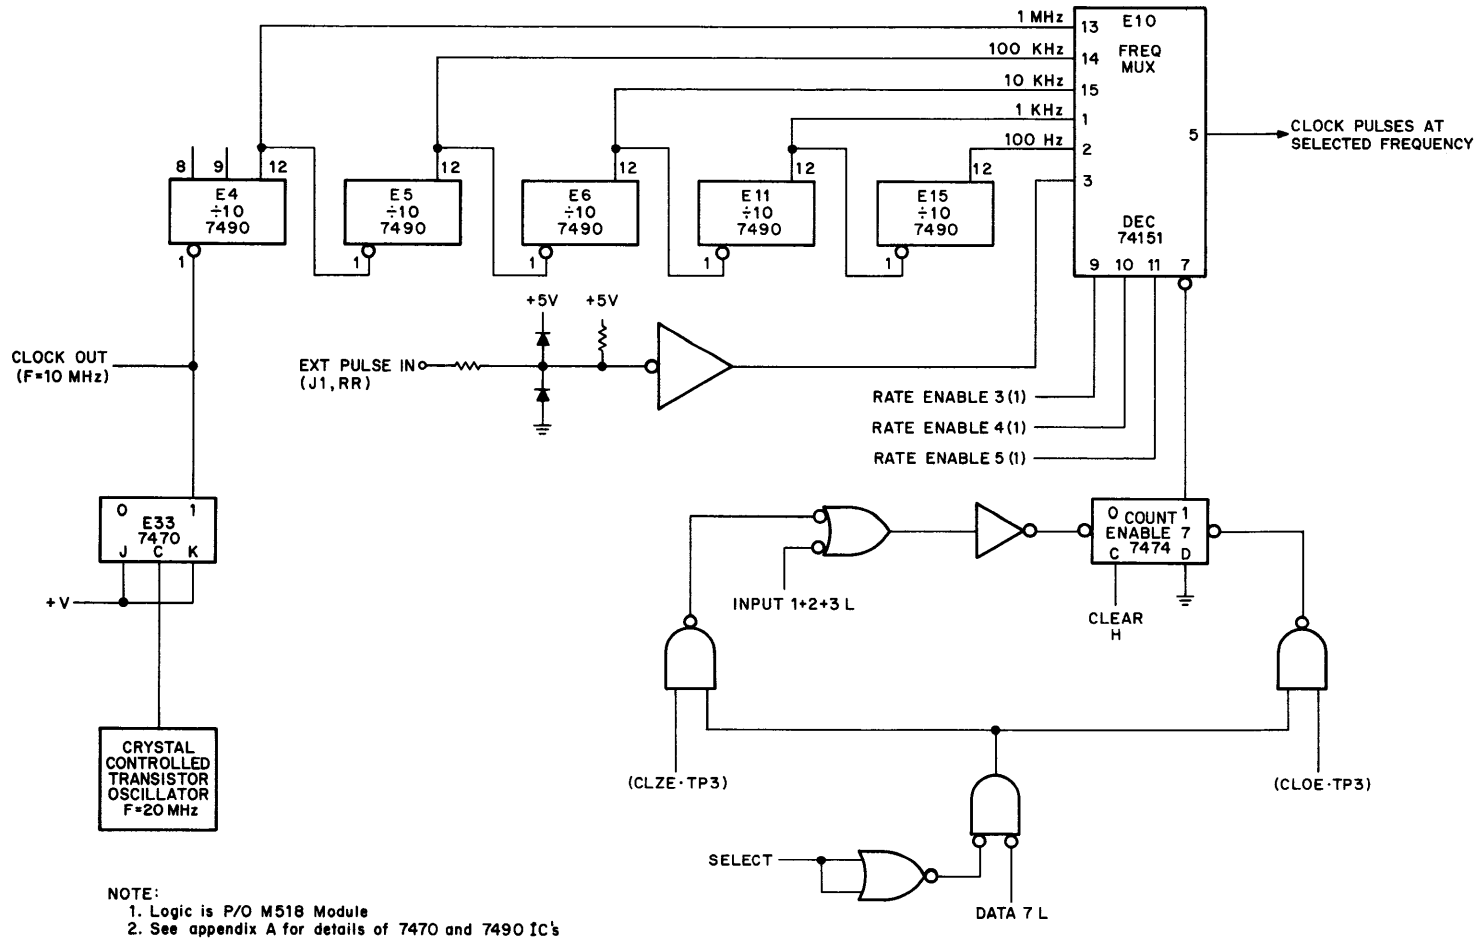 1 MHz
13
E10
100 KHz
14
FREQ
MUX
10 KHz
15
1 KHz
1
5
CLOCK PULSES AT
SELECTED FREQUENCY
100 Hz
2
8
9
12
12
12
12
12
3
E4
÷10
7490
E5
÷10
7490
E6
÷10
7490
E11
÷10
7490
E15
÷10
7490
DEC
74151
1
1
1
1
1
9
10
11
7
+5V
+5V
CLOCK OUT
(F=10 MHz)
EXT PULSE IN
(J1,RR)
RATE ENABLE 3(1)
RATE ENABLE 4(1)
RATE ENABLE 5(1)
0
1
E33
7470
J
C
K
0
1
COUNT
ENABLE 7
7474
C
D
+V
INPUT 1+2+3 L
CLEAR
H
CRYSTAL
CONTROLLED
TRANSISTOR
OSCILLATOR
F=20 MHz
(CLZE·TP3)
(CLOE·TP3)
SELECT
DATA 7 L
NOTE:
1. Logic is P/O M518 Module
2. See appendix A for details of 7470 and 7490 IC's